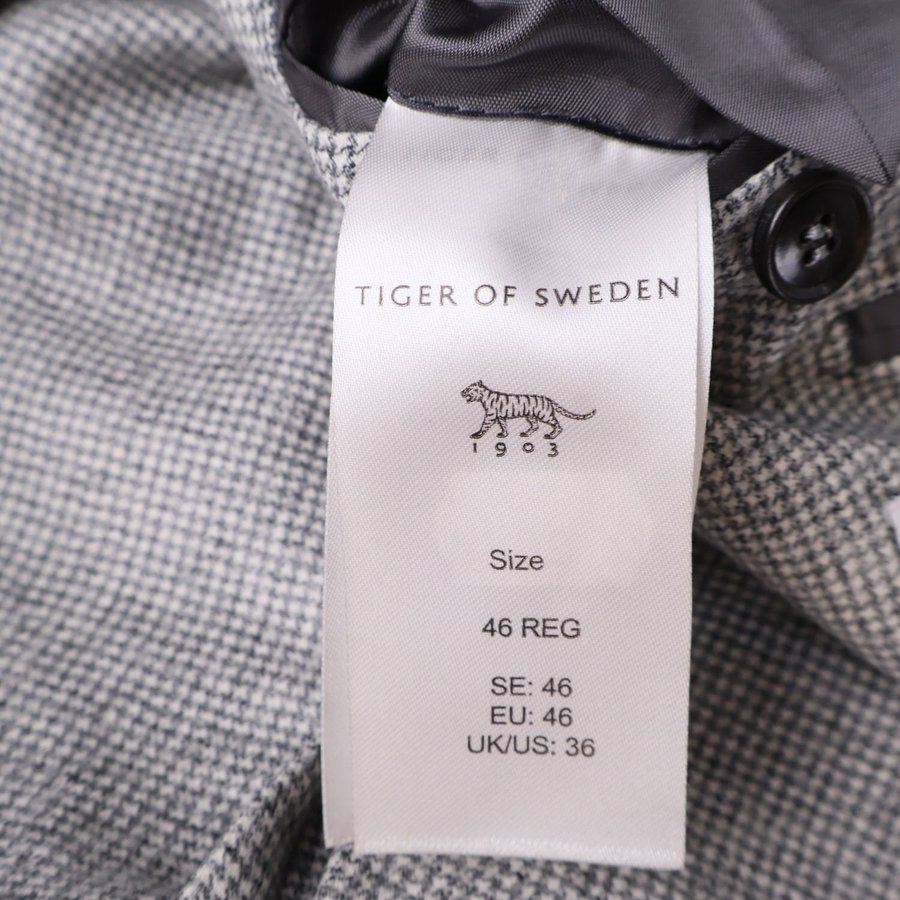 TIGER OF SWEDEN
1903
Size
46 REG
SE: 46
EU: 46
UK/US: 36